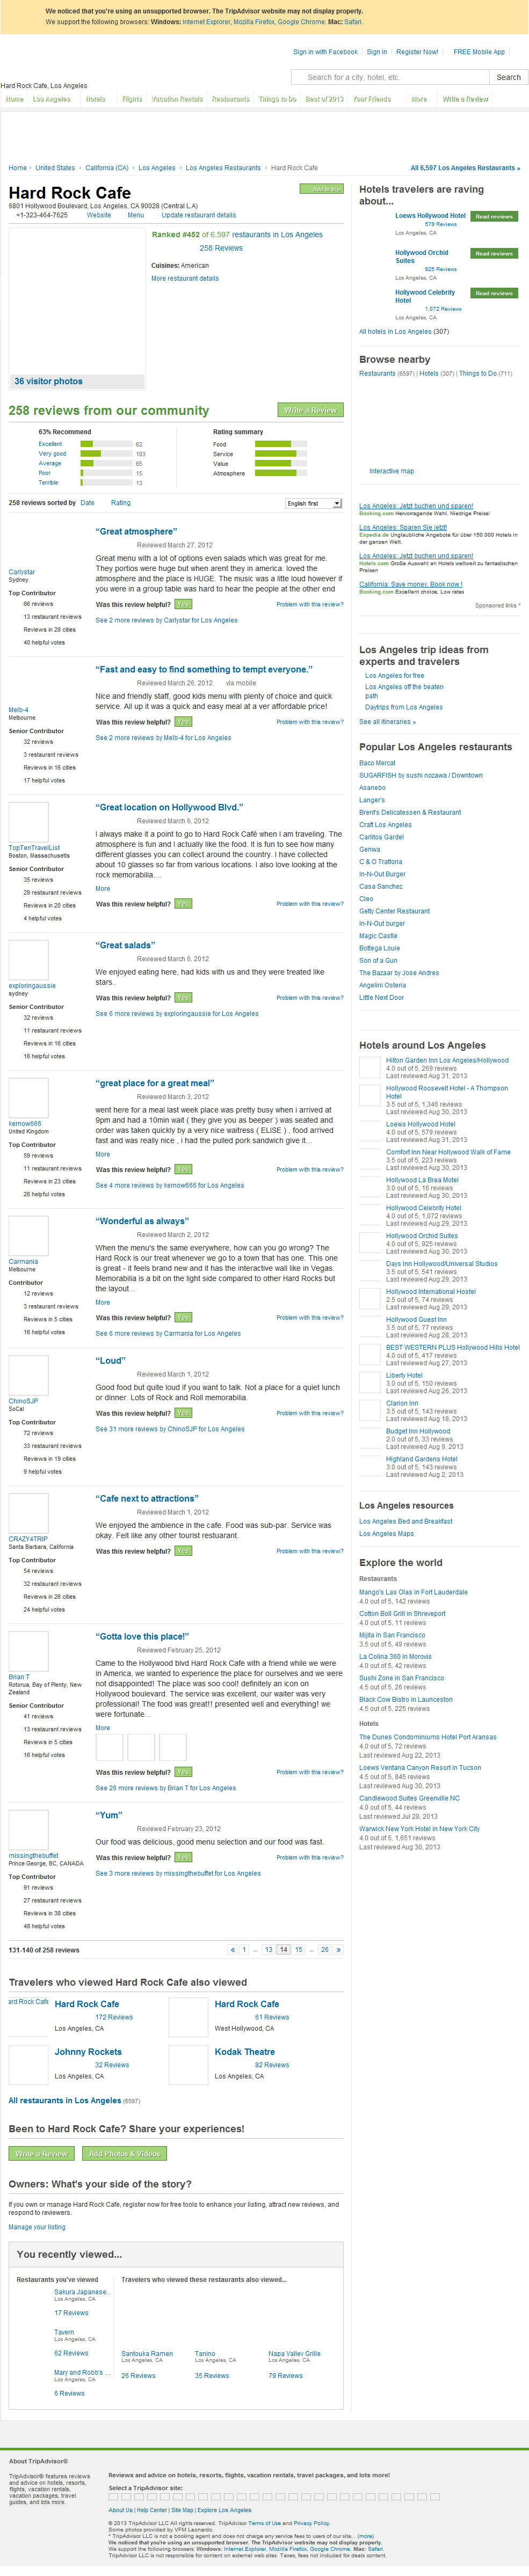 We noticed that you're using an unsupported browser. The TripAdvisor website may not display properly.
We support the following browsers: Windows: Internet Explorer, Mozilla Firefox, Google Chrome. Mac: Safari.
Sign in with Facebook
Sign in
Register Now!
FREE Mobile App
Search for a city, hotel, etc.
Search
Hard Rock Cafe, Los Angeles
Home
Los Angeles
Hotels
Flights
Vacation Rentals
Restaurants
Things to Do
Best of 2013
Your Friends
More
Write a Review
Home
United States
California (CA)
Los Angeles
Los Angeles Restaurants
Hard Rock Cafe
All 6,597 Los Angeles Restaurants »
Hard Rock Cafe
Add to trip
6801 Hollywood Boulevard, Los Angeles, CA 90028 (Central L.A)
+1-323-464-7625
Website
Menu
Update restaurant details
Ranked #452 of 6,597 restaurants in Los Angeles
258 Reviews
Cuisines: American
More restaurant details
36 visitor photos
258 reviews from our community
Write a Review
63% Recommend
Excellent 62
Very good 103
Average 65
Poor 15
Terrible 13
Rating summary
Food
Service
Value
Atmosphere
258 reviews sorted by Date Rating
English first
Carlystar
Sydney
Top Contributor
66 reviews
13 restaurant reviews
Reviews in 28 cities
40 helpful votes
“Great atmosphere”
Reviewed March 27, 2012
Great menu with a lot of options even salads which was great for me.
They portions were huge but when arent they in america. loved the
atmosphere and the place is HUGE. The music was a little loud however if
you were in a group table was hard to hear the people at the other end
Was this review helpful? Yes
Problem with this review?
See 2 more reviews by Carlystar for Los Angeles
Melb-4
Melbourne
Senior Contributor
32 reviews
3 restaurant reviews
Reviews in 16 cities
17 helpful votes
“Fast and easy to find something to tempt everyone.”
Reviewed March 26, 2012 via mobile
Nice and friendly staff, good kids menu with plenty of choice and quick
service. All up it was a quick and easy meal at a ver affordable price!
Was this review helpful? Yes
Problem with this review?
See 2 more reviews by Melb-4 for Los Angeles
TopTenTravelList
Boston, Massachusetts
Senior Contributor
35 reviews
29 restaurant reviews
Reviews in 20 cities
4 helpful votes
“Great location on Hollywood Blvd.”
Reviewed March 6, 2012
I always make it a point to go to Hard Rock Café when I am traveling. The
atmosphere is fun and I actually like the food. It is fun to see how many
different glasses you can collect around the country. I have collected
about 10 glasses so far from various locations. I also love looking at the
rock memorabilia....
More
Was this review helpful? Yes
Problem with this review?
exploringaussie
sydney
Senior Contributor
32 reviews
11 restaurant reviews
Reviews in 16 cities
16 helpful votes
“Great salads”
Reviewed March 6, 2012
We enjoyed eating here, had kids with us and they were treated like
stars..
Was this review helpful? Yes
Problem with this review?
See 6 more reviews by exploringaussie for Los Angeles
kernow666
United Kingdom
Top Contributor
59 reviews
11 restaurant reviews
Reviews in 23 cities
26 helpful votes
“great place for a great meal”
Reviewed March 3, 2012
went here for a meal last week place was pretty busy when i arrived at
9pm and had a 10min wait ( they give you as beeper ) was seated and
order was taken quickly by a very nice waitress ( ELISE ) , food arrived
fast and was really nice , i had the pulled pork sandwich give it...
More
Was this review helpful? Yes
Problem with this review?
See 4 more reviews by kernow666 for Los Angeles
Carmania
Melbourne
Contributor
12 reviews
3 restaurant reviews
Reviews in 5 cities
16 helpful votes
“Wonderful as always”
Reviewed March 2, 2012
When the menu's the same everywhere, how can you go wrong? The
Hard Rock is our treat whenever we go to a town that has one. This one
is great - it feels brand new and it has the interactive wall like in Vegas.
Memorabilia is a bit on the light side compared to other Hard Rocks but
the layout...
More
Was this review helpful? Yes
Problem with this review?
See 6 more reviews by Carmania for Los Angeles
ChinoSJP
SoCal
Top Contributor
72 reviews
33 restaurant reviews
Reviews in 19 cities
9 helpful votes
“Loud”
Reviewed March 1, 2012
Good food but quite loud if you want to talk. Not a place for a quiet lunch
or dinner. Lots of Rock and Roll memorabilia.
Was this review helpful? Yes
Problem with this review?
See 31 more reviews by ChinoSJP for Los Angeles
CRAZY4TRIP
Santa Barbara, California
Top Contributor
54 reviews
32 restaurant reviews
Reviews in 26 cities
24 helpful votes
“Cafe next to attractions”
Reviewed March 1, 2012
We enjoyed the ambience in the cafe. Food was sub-par. Service was
okay. Felt like any other tourist restuarant.
Was this review helpful? Yes
Problem with this review?
Brian T
Rotorua, Bay of Plenty, New
Zealand
Senior Contributor
41 reviews
13 restaurant reviews
Reviews in 5 cities
16 helpful votes
“Gotta love this place!”
Reviewed February 25, 2012
Came to the Hollywood blvd Hard Rock Cafe with a friend while we were
in America, we wanted to experience the place for ourselves and we were
not disappointed! The place was soo cool! definitely an icon on
Hollywood boulevard. The service was excellent, our waiter was very
professional! The food was great!! presented well and everything! we
were fortunate...
More
Was this review helpful? Yes
Problem with this review?
See 26 more reviews by Brian T for Los Angeles
missingthebuffet
Prince George, BC, CANADA
Top Contributor
91 reviews
27 restaurant reviews
Reviews in 38 cities
48 helpful votes
“Yum”
Reviewed February 23, 2012
Our food was delicious, good menu selection and our food was fast.
Was this review helpful? Yes
Problem with this review?
See 3 more reviews by missingthebuffet for Los Angeles
131-140 of 258 reviews
« 1 ... 13 14 15 ... 26 »
Travelers who viewed Hard Rock Cafe also viewed
ard Rock Cafe
Hard Rock Cafe
172 Reviews
Los Angeles, CA
Hard Rock Cafe
61 Reviews
West Hollywood, CA
Johnny Rockets
32 Reviews
Los Angeles, CA
Kodak Theatre
82 Reviews
Los Angeles, CA
All restaurants in Los Angeles (6597)
Been to Hard Rock Cafe? Share your experiences!
Write a Review
Add Photos & Videos
Owners: What's your side of the story?
If you own or manage Hard Rock Cafe, register now for free tools to enhance your listing, attract new reviews, and
respond to reviewers.
Manage your listing
You recently viewed...
Restaurants you've viewed
Sakura Japanese...
Los Angeles, CA
17 Reviews
Tavern
Los Angeles, CA
62 Reviews
Mary and Robb's ...
Los Angeles, CA
6 Reviews
Travelers who viewed these restaurants also viewed...
Santouka Ramen
Los Angeles, CA
26 Reviews
Tanino
Los Angeles, CA
35 Reviews
Napa Valley Grille
Los Angeles, CA
79 Reviews
Hotels travelers are raving
about...
Loews Hollywood Hotel
Read reviews
579 Reviews
Los Angeles, CA
Hollywood Orchid
Suites
Read reviews
925 Reviews
Los Angeles, CA
Hollywood Celebrity
Hotel
Read reviews
1,072 Reviews
Los Angeles, CA
All hotels in Los Angeles (307)
Browse nearby
Restaurants (6597) | Hotels (307) | Things to Do (711)
Interactive map
Los Angeles: Jetzt buchen und sparen!
Booking.com Hervorragende Wahl. Niedrige Preise!
Los Angeles: Sparen Sie jetzt!
Expedia.de Unglaubliche Angebote für über 150.000 Hotels in
der ganzen Welt.
Los Angeles: Jetzt buchen und sparen!
Hotels.com Große Auswahl an Hotels weltweit zu fantastischen
Preisen
California: Save money, Book now !
Booking.com Excellent choice, Low rates
Sponsored links *
Los Angeles trip ideas from
experts and travelers
Los Angeles for free
Los Angeles off the beaten
path
Daytrips from Los Angeles
See all itineraries »
Popular Los Angeles restaurants
Baco Mercat
SUGARFISH by sushi nozawa / Downtown
Asanebo
Langer's
Brent's Delicatessen & Restaurant
Craft Los Angeles
Carlitos Gardel
Genwa
C & O Trattoria
In-N-Out Burger
Casa Sanchez
Cleo
Getty Center Restaurant
In-N-Out burger
Magic Castle
Bottega Louie
Son of a Gun
The Bazaar by Jose Andres
Angelini Osteria
Little Next Door
Hotels around Los Angeles
Hilton Garden Inn Los Angeles/Hollywood
4.0 out of 5, 269 reviews
Last reviewed Aug 31, 2013
Hollywood Roosevelt Hotel - A Thompson
Hotel
3.5 out of 5, 1,346 reviews
Last reviewed Aug 30, 2013
Loews Hollywood Hotel
4.0 out of 5, 579 reviews
Last reviewed Aug 31, 2013
Comfort Inn Near Hollywood Walk of Fame
3.5 out of 5, 223 reviews
Last reviewed Aug 30, 2013
Hollywood La Brea Motel
3.0 out of 5, 16 reviews
Last reviewed Aug 30, 2013
Hollywood Celebrity Hotel
4.0 out of 5, 1,072 reviews
Last reviewed Aug 29, 2013
Hollywood Orchid Suites
4.0 out of 5, 925 reviews
Last reviewed Aug 30, 2013
Days Inn Hollywood/Universal Studios
3.5 out of 5, 541 reviews
Last reviewed Aug 29, 2013
Hollywood International Hostel
2.5 out of 5, 74 reviews
Last reviewed Aug 29, 2013
Hollywood Guest Inn
3.5 out of 5, 77 reviews
Last reviewed Aug 28, 2013
BEST WESTERN PLUS Hollywood Hills Hotel
4.0 out of 5, 417 reviews
Last reviewed Aug 27, 2013
Liberty Hotel
3.0 out of 5, 150 reviews
Last reviewed Aug 26, 2013
Clarion Inn
3.5 out of 5, 143 reviews
Last reviewed Aug 18, 2013
Budget Inn Hollywood
2.0 out of 5, 33 reviews
Last reviewed Aug 9, 2013
Highland Gardens Hotel
3.0 out of 5, 143 reviews
Last reviewed Aug 2, 2013
Los Angeles resources
Los Angeles Bed and Breakfast
Los Angeles Maps
Explore the world
Restaurants
Mango's Las Olas in Fort Lauderdale
4.0 out of 5, 142 reviews
Cotton Boll Grill in Shreveport
4.0 out of 5, 11 reviews
Mijita in San Francisco
3.5 out of 5, 49 reviews
La Colina 360 in Morovis
4.0 out of 5, 42 reviews
Sushi Zone in San Francisco
4.5 out of 5, 26 reviews
Black Cow Bistro in Launceston
4.5 out of 5, 225 reviews
Hotels
The Dunes Condominiums Hotel Port Aransas
4.0 out of 5, 72 reviews
Last reviewed Aug 22, 2013
Loews Ventana Canyon Resort in Tucson
4.5 out of 5, 845 reviews
Last reviewed Aug 30, 2013
Candlewood Suites Greenville NC
4.0 out of 5, 44 reviews
Last reviewed Jul 28, 2013
Warwick New York Hotel in New York City
4.0 out of 5, 1,651 reviews
Last reviewed Aug 30, 2013
About TripAdvisor®
TripAdvisor® features reviews
and advice on hotels, resorts,
flights, vacation rentals,
vacation packages, travel
guides, and lots more.
Reviews and advice on hotels, resorts, flights, vacation rentals, travel packages, and lots more!
Select a TripAdvisor site:
About Us | Help Center | Site Map | Explore Los Angeles
© 2013 TripAdvisor LLC All rights reserved. TripAdvisor Terms of Use and Privacy Policy.
Some photos provided by VFM Leonardo.
* TripAdvisor LLC is not a booking agent and does not charge any service fees to users of our site... (more)
We noticed that you're using an unsupported browser. The TripAdvisor website may not display properly.
We support the following browsers: Windows: Internet Explorer, Mozilla Firefox, Google Chrome. Mac: Safari.
TripAdvisor LLC is not responsible for content on external web sites. Taxes, fees not included for deals content.